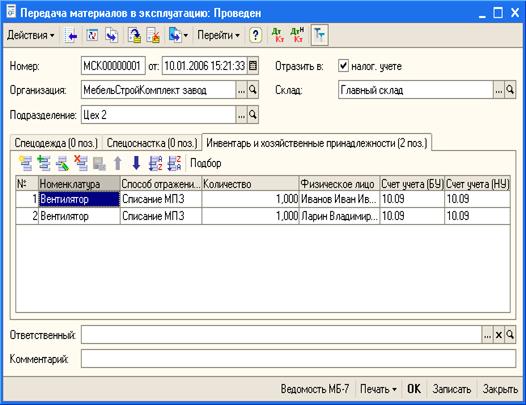 Передача материалов в эксплуатацию: Проведен
Действия Перейти Дт Кт ДтН Кт
Номер: МСК00000001 от: 10.01.2006 15:21:33 Отразить в: налог. учете
Организация: МебельСтройКомплект завод ... Склад: Главный склад ...
Подразделение: Цех 2 ...
Спецодежда (0 поз.) Спецоснастка (0 поз.) Инвентарь и хозяйственные принадлежности (2 поз.)
Подбор
№ Номенклатура Способ отражени... Количество Физическое лицо Счет учета (БУ) Счет учета (НУ)
1 Вентилятор Списание МПЗ 1,000 Иванов Иван Ив... 10.09 10.09
2 Вентилятор Списание МПЗ 1,000 Ларин Владимир... 10.09 10.09
Ответственный: ... x
Комментарий:
Ведомость МБ-7 Печать OK Записать Закрыть